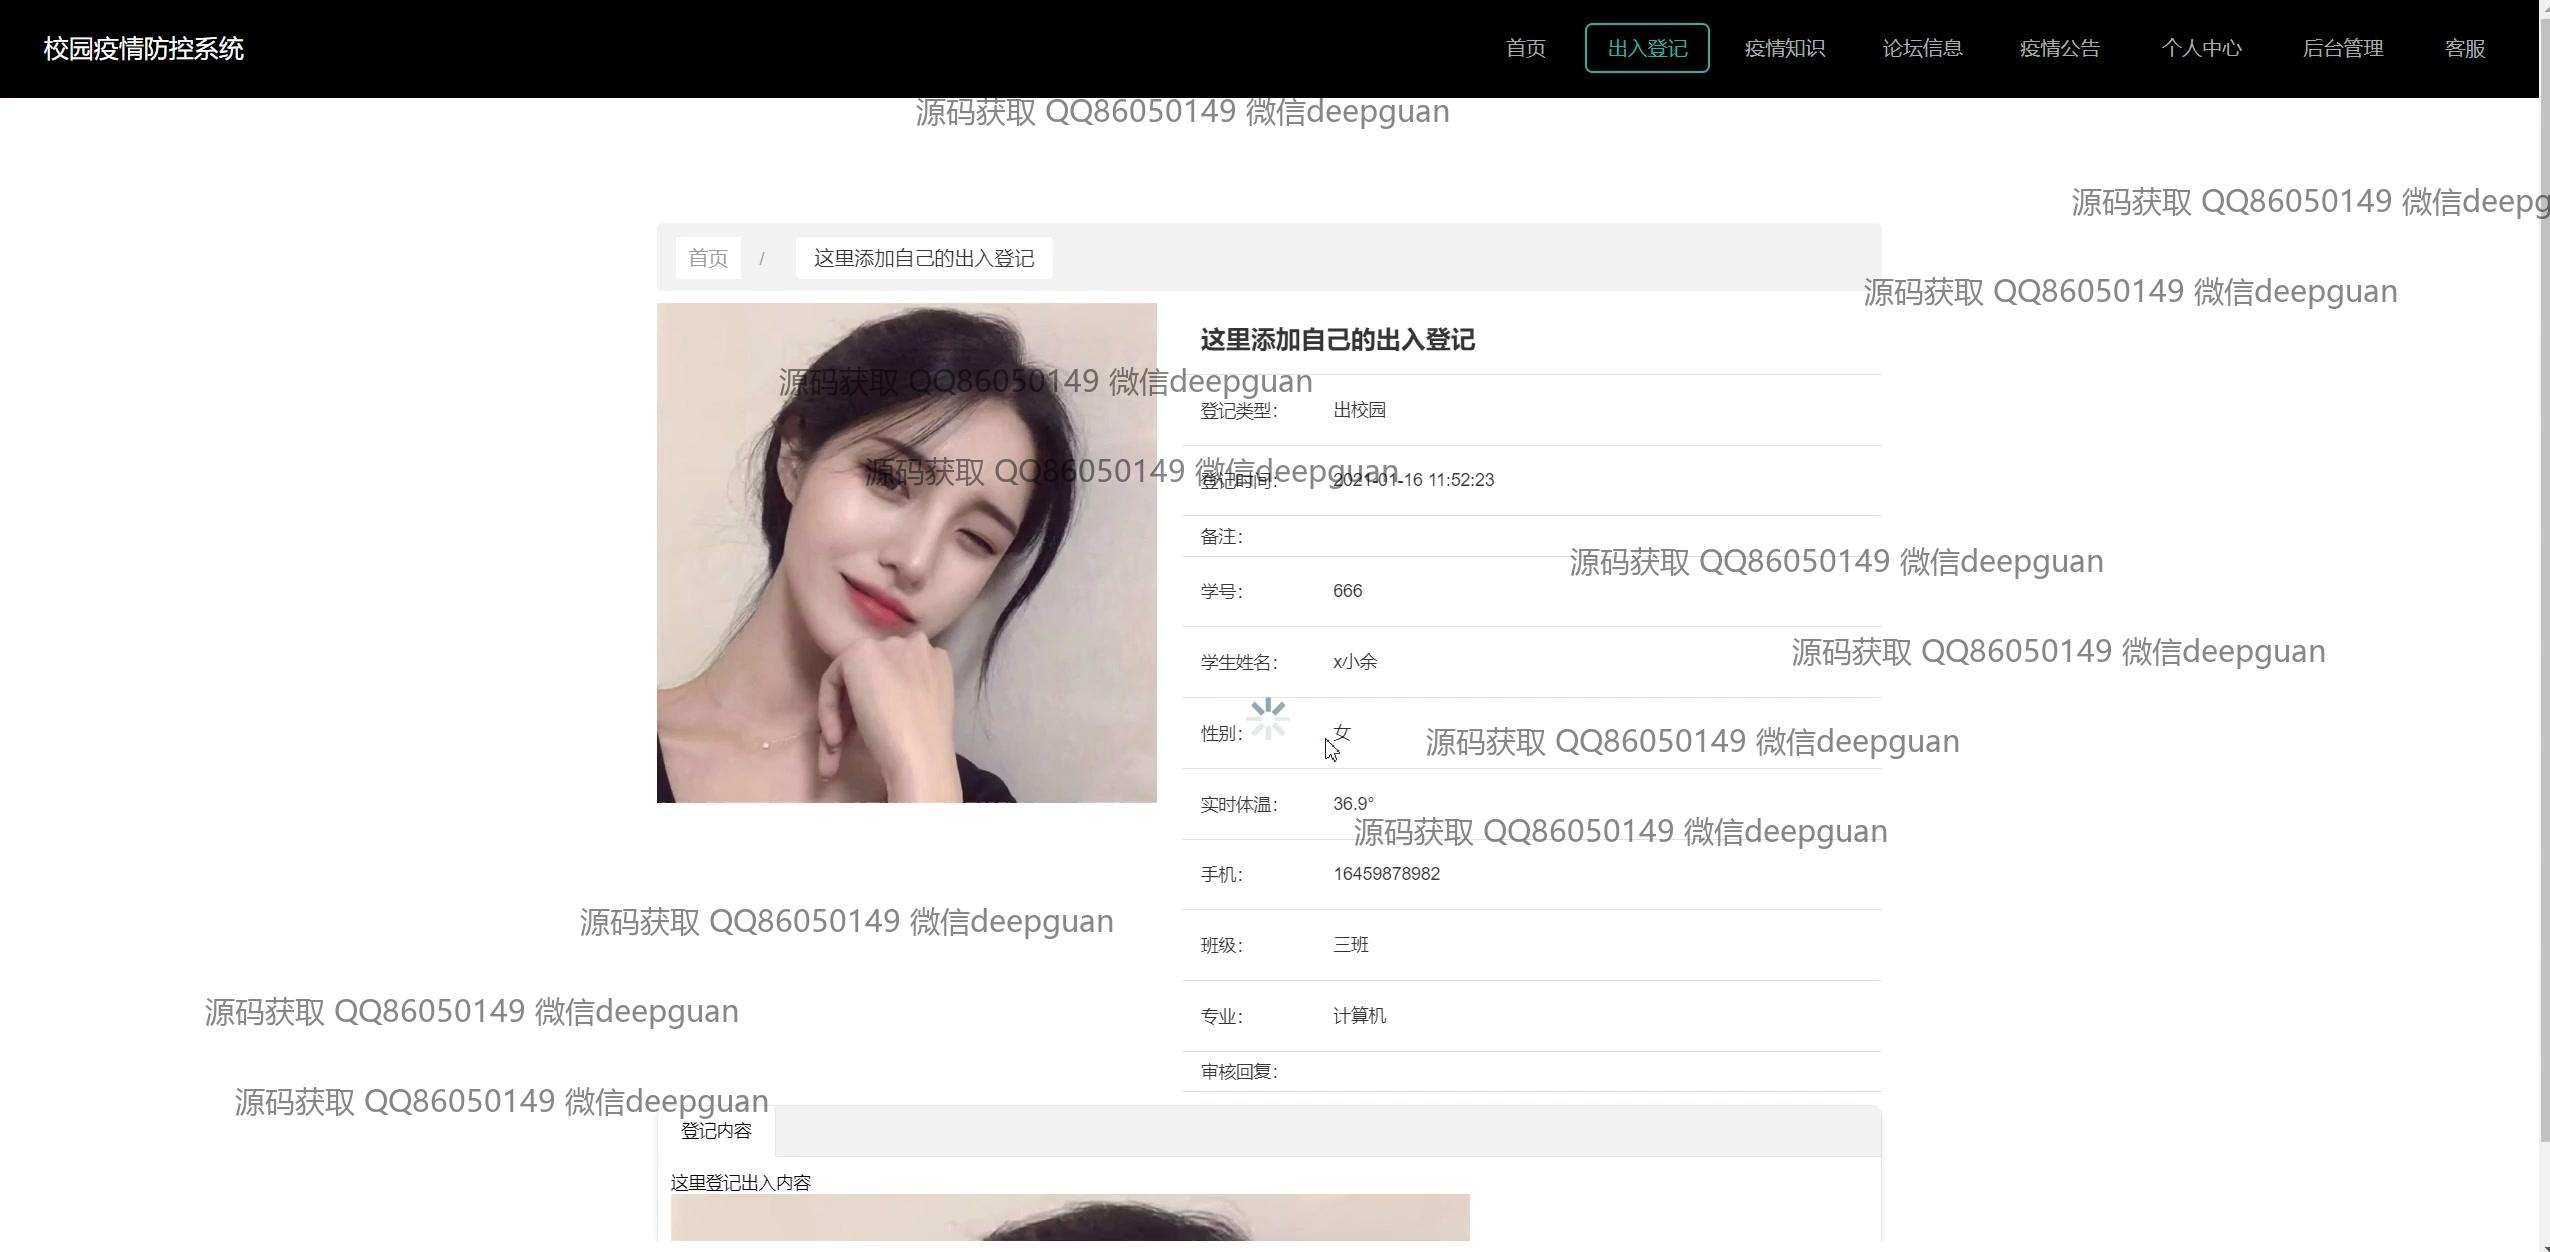 校园疫情防控系统
首页 出入登记 疫情知识 论坛信息 疫情公告 个人中心 后台管理 客服
源码获取 QQ86050149 微信deepguan
源码获取 QQ86050149 微信deepg
首页 / 这里添加自己的出入登记
源码获取 QQ86050149 微信deepguan
这里添加自己的出入登记
源码获取 QQ86050149 微信deepguan
登记类型： 出校园
源码获取 QQ86050149 微信deepguan
登记时间： 2021-01-16 11:52:23
备注：
源码获取 QQ86050149 微信deepguan
学号： 666
源码获取 QQ86050149 微信deepguan
学生姓名： x小余
性别： 女
源码获取 QQ86050149 微信deepguan
实时体温： 36.9°
源码获取 QQ86050149 微信deepguan
手机： 16459878982
源码获取 QQ86050149 微信deepguan
班级： 三班
源码获取 QQ86050149 微信deepguan
专业： 计算机
审核回复：
源码获取 QQ86050149 微信deepguan
登记内容
这里登记出入内容